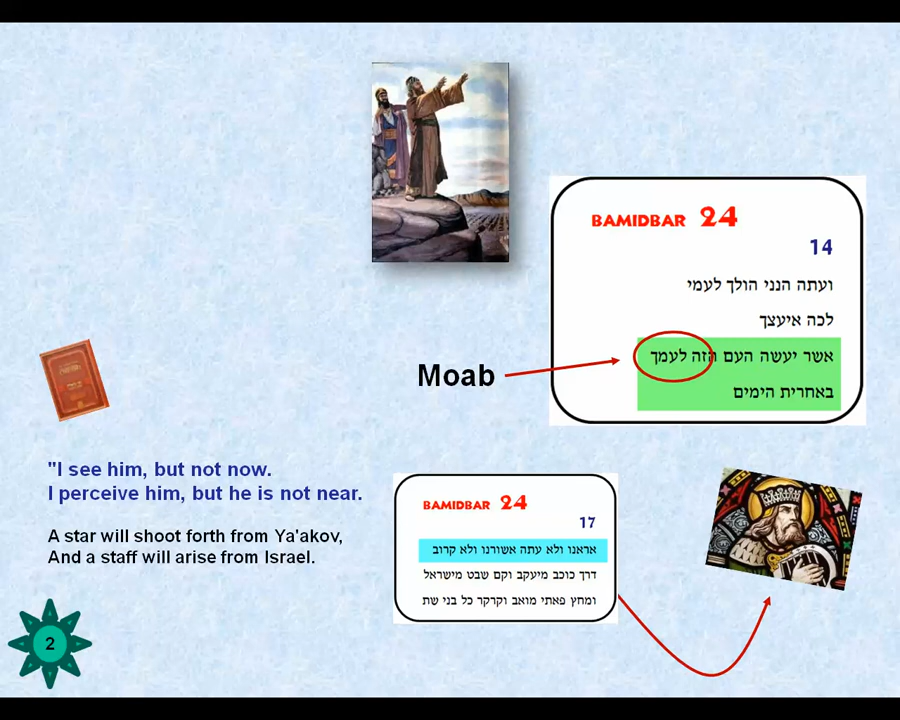 BAMIDBAR 24
14
ועתה הנני הולך לעמי
לכה איעצך
אשר יעשה העם הזה לעמך
באחרית הימים
Moab
"I see him, but not now.
I perceive him, but he is not near.
A star will shoot forth from Ya'akov,
And a staff will arise from Israel.
BAMIDBAR 24
17
אראנו ולא עתה אשורנו ולא קרוב
דרך כוכב מיעקב וקם שבט מישראל
ומחץ פאתי מואב וקרקר כל בני שת
2